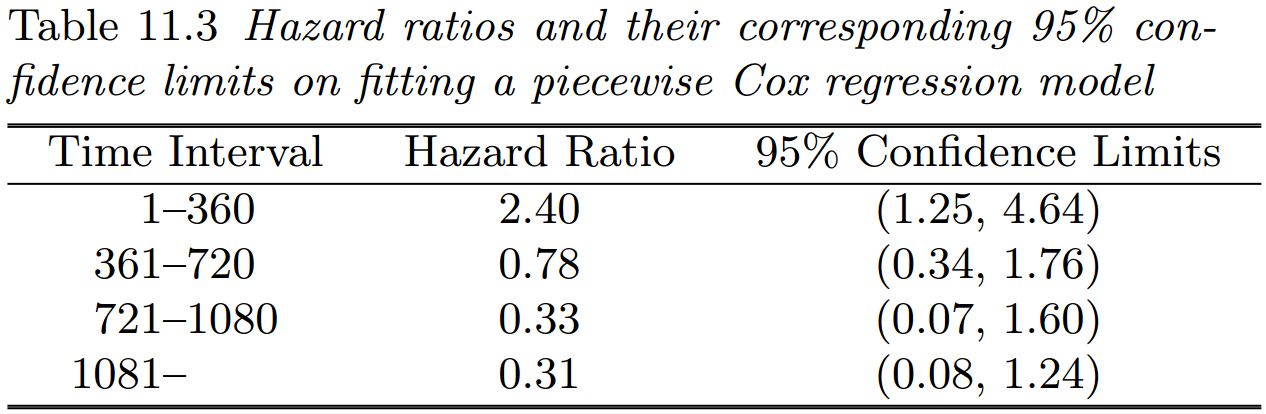 Table 11.3 Hazard ratios and their corresponding 95% con-
fidence limits on fitting a piecewise Cox regression model
Time Interval Hazard Ratio 95% Confidence Limits
1–360 2.40 (1.25, 4.64)
361–720 0.78 (0.34, 1.76)
721–1080 0.33 (0.07, 1.60)
1081– 0.31 (0.08, 1.24)